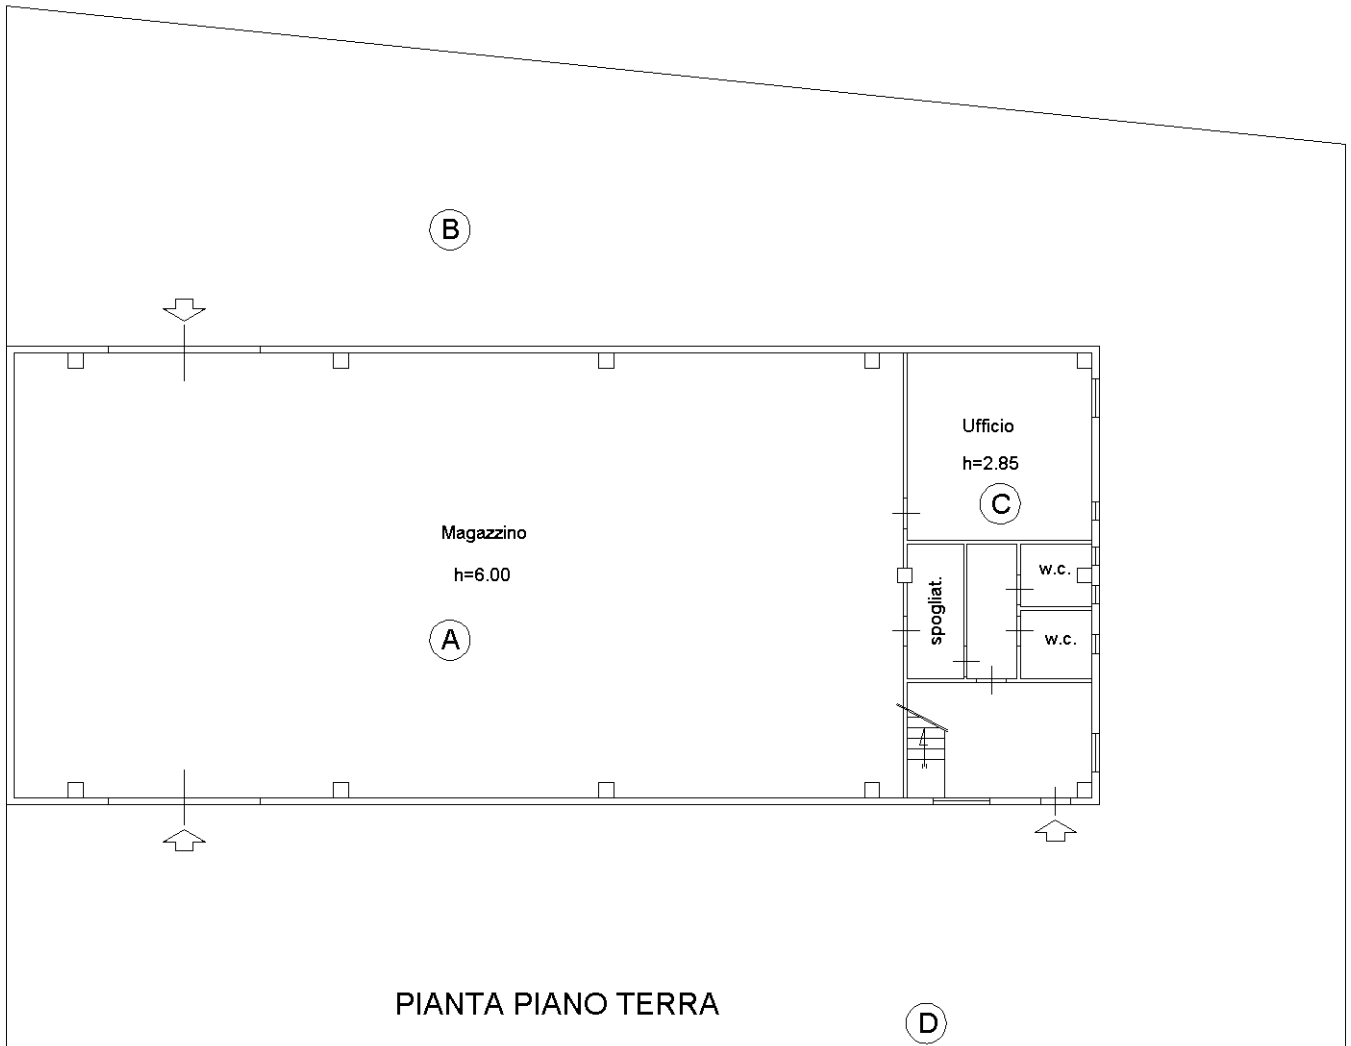 B
Ufficio
h=2.85
C
Magazzino
h=6.00
w.c.
spogliat.
A
w.c.
PIANTA PIANO TERRA
D